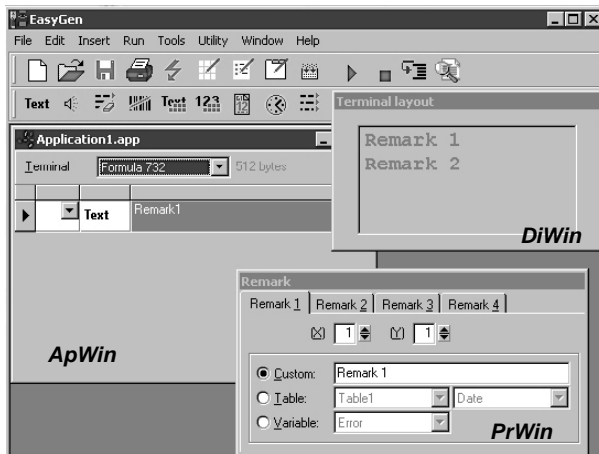 EasyGen
File Edit Insert Run Tools Utility Window Help
Text Text 123 12
Terminal layout
Remark 1
Remark 2
DiWin
Application1.app
Terminal Formula 732 512 bytes
Text Remark1
ApWin
Remark
Remark 1 Remark 2 Remark 3 Remark 4
(X) 1 (Y) 1
Custom: Remark 1
Table: Table1 Date
Variable: Error
PrWin